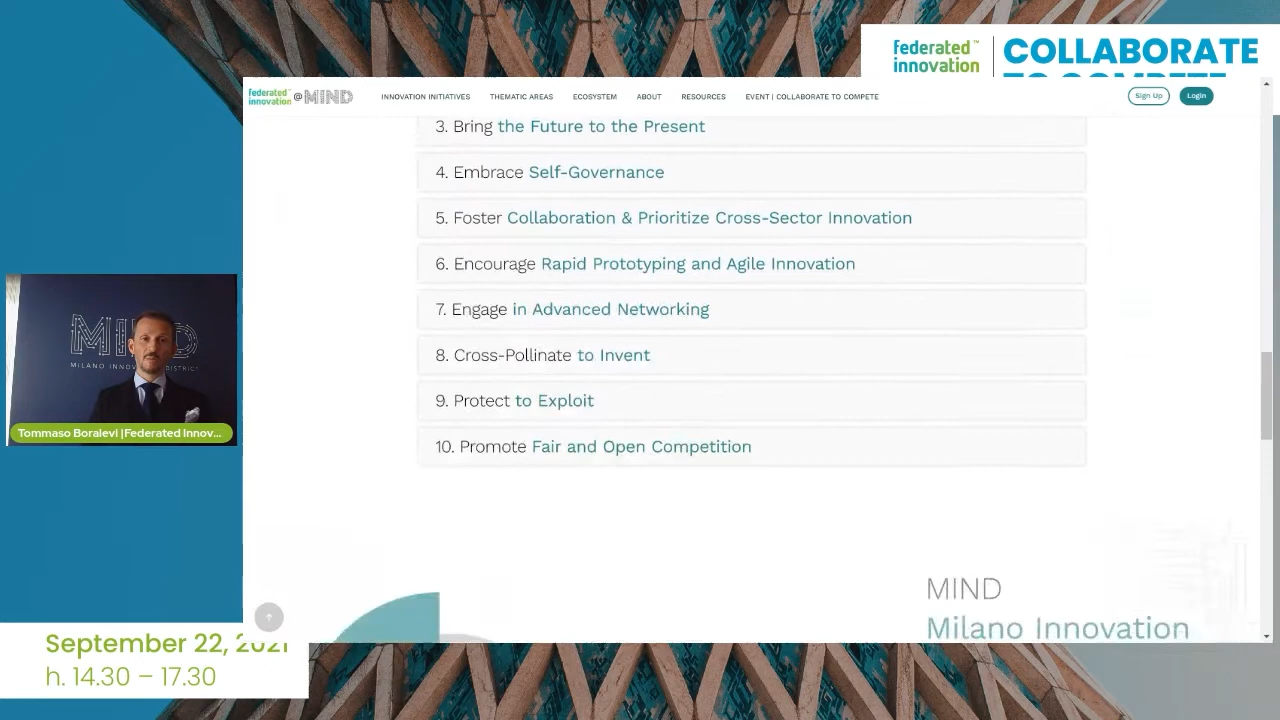 federated™
innovation
COLLABORATE
federated
innovation @ MIND
INNOVATION INITIATIVES
THEMATIC AREAS
ECOSYSTEM
ABOUT
RESOURCES
EVENT | COLLABORATE TO COMPETE
Sign Up
Login
3. Bring the Future to the Present
4. Embrace Self-Governance
5. Foster Collaboration & Prioritize Cross-Sector Innovation
6. Encourage Rapid Prototyping and Agile Innovation
7. Engage in Advanced Networking
8. Cross-Pollinate to Invent
9. Protect to Exploit
10. Promote Fair and Open Competition
MIND
Milano Innovation
MIND
MILANO
Tommaso Boralevi |Federated Innov...
September 22, 2021
h. 14.30 – 17.30